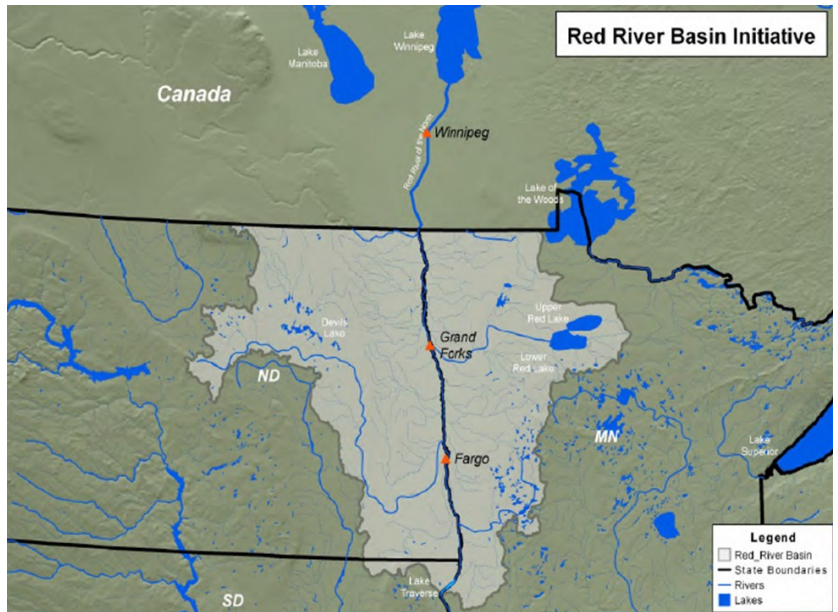 Red River Basin Initiative
Lake
Manitoba
Lake
Winnipeg
Canada
Winnipeg
Red River of the North
Lake of
the Woods
Devils
Lake
Upper
Red Lake
Grand
Forks
Lower
Red Lake
ND
MN
Fargo
Lake
Superior
Lake
Traverse
SD
Legend
Red_River Basin
State Boundaries
Rivers
Lakes